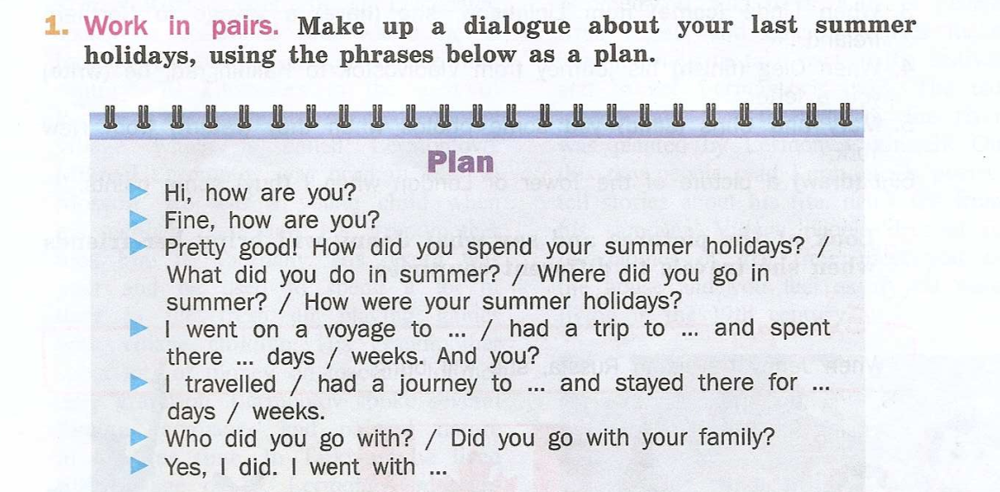 1. Work in pairs. Make up a dialogue about your last summer
holidays, using the phrases below as a plan.
Plan
Hi, how are you?
Fine, how are you?
Pretty good! How did you spend your summer holidays? /
What did you do in summer? / Where did you go in
summer? / How were your summer holidays?
I went on a voyage to ... / had a trip to ... and spent
there ... days / weeks. And you?
I travelled / had a journey to ... and stayed there for ...
days / weeks.
Who did you go with? / Did you go with your family?
Yes, I did. I went with ...